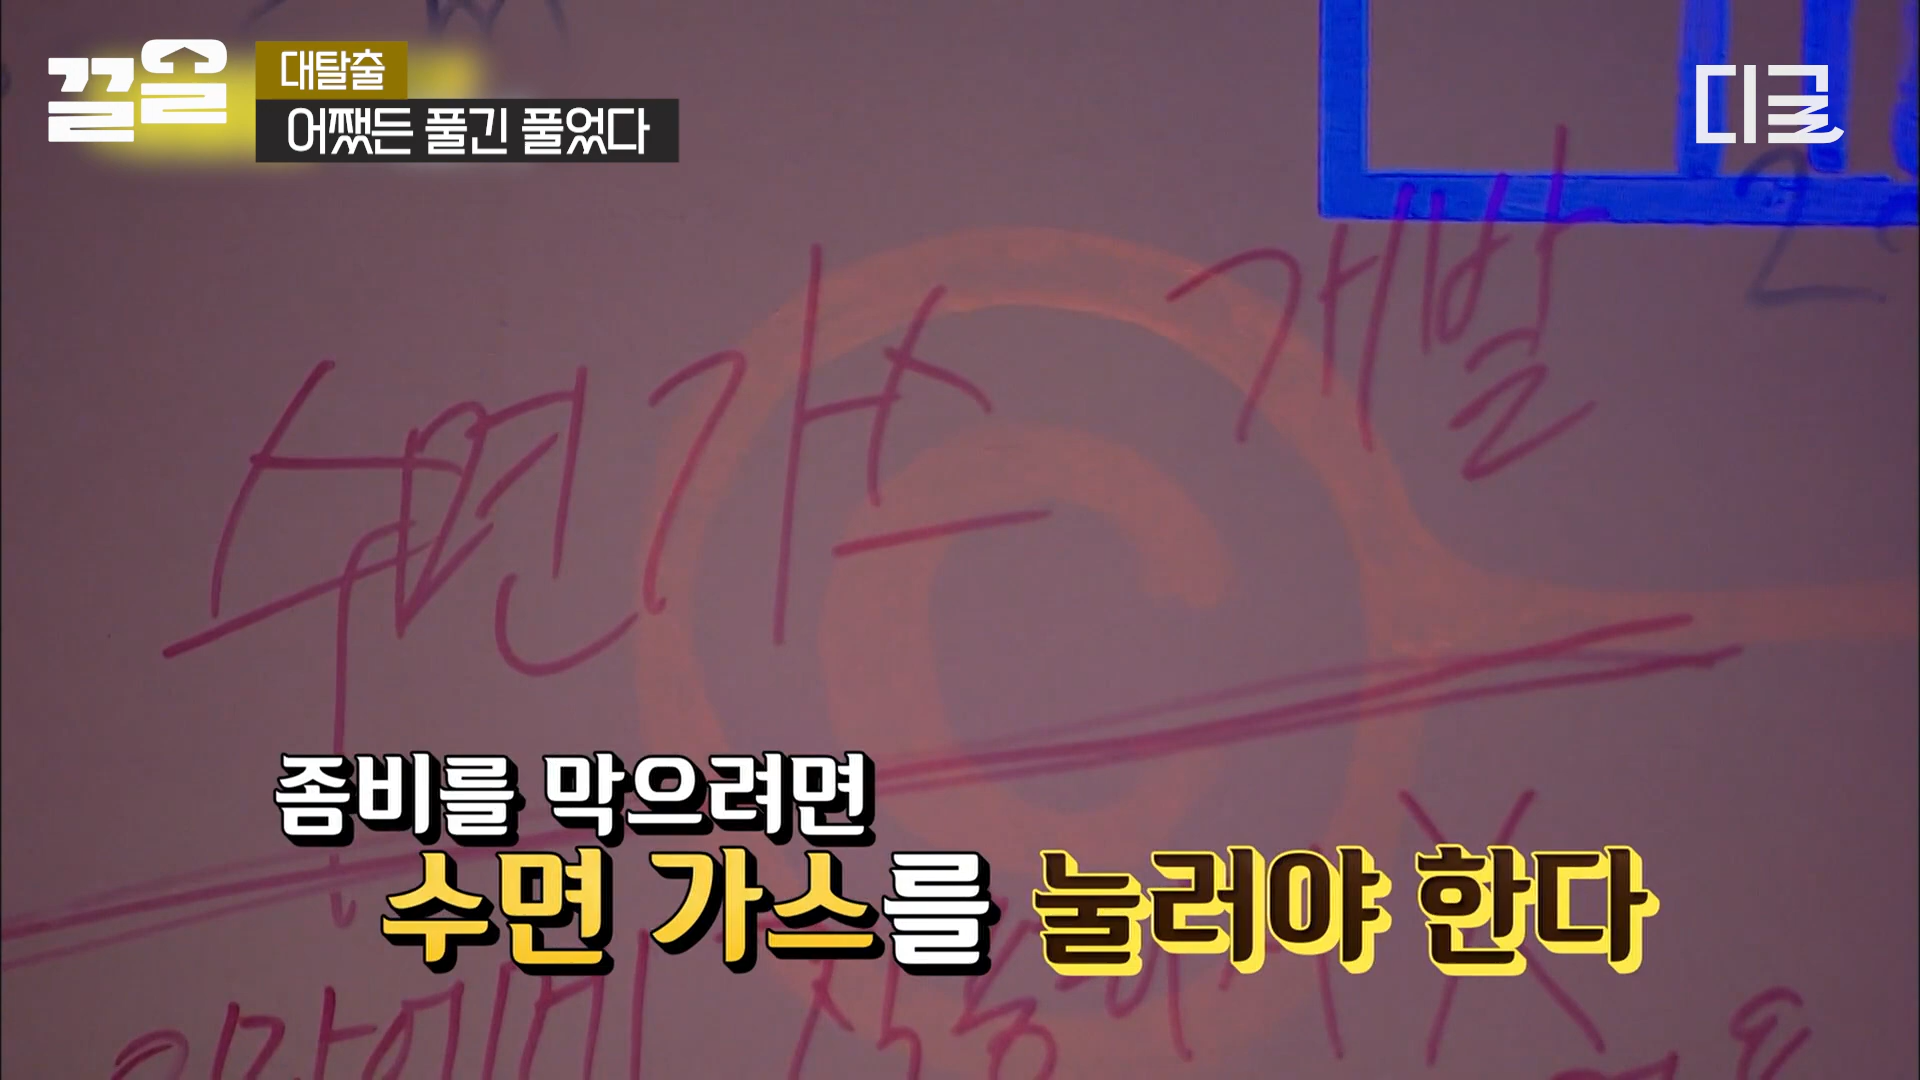 끌올
대탈출
어쨌든 풀긴 풀었다
디글
수면가스 개발
좀비를 막으려면
수면 가스를 눌러야 한다